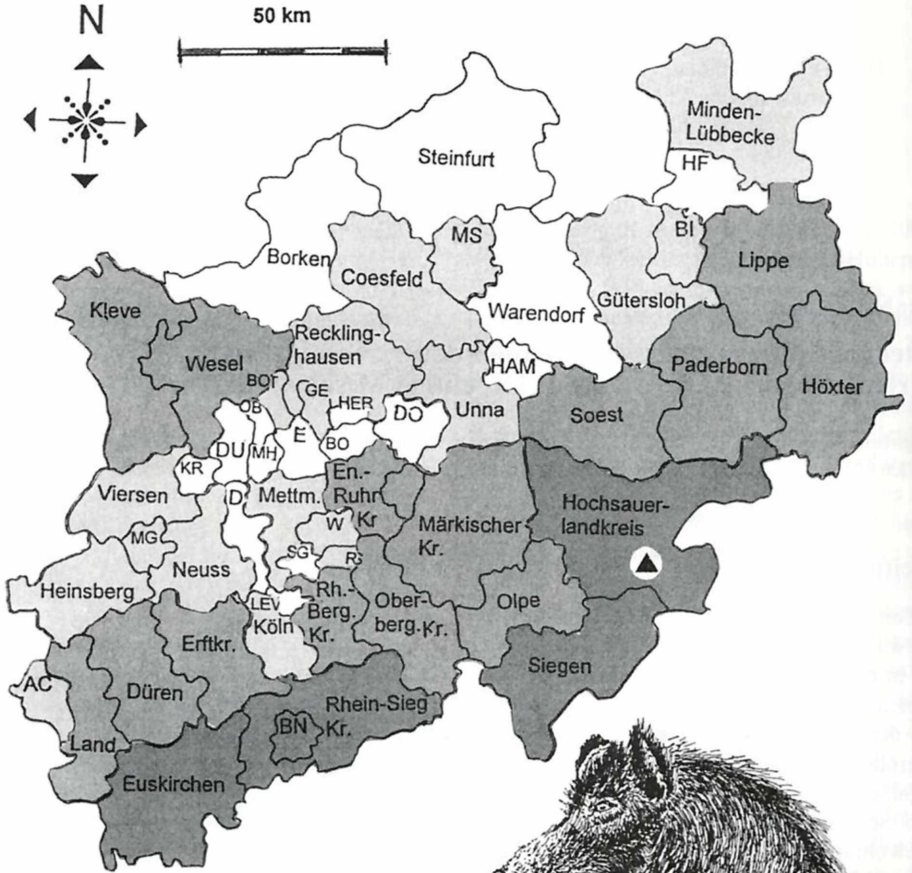 N
50 km
Minden-
Lübbecke
HF
Steinfurt
BI
MS
Lippe
Borken
Coesfeld
Gütersloh
Kleve
Warendorf
Reckling-
hausen
Wesel
HAM
Paderborn
BOT
Höxter
GE
HER
OB
DO
Unna
Soest
E
BO
DU
MH
KR
En.-
Ruhr
Kr
Viersen
D
Mettm.
Hochsauer-
landkreis
W
Märkischer
Kr.
MG
SG
RS
Neuss
Heinsberg
Rh.-
Berg.
Kr.
Ober-
berg.Kr.
Olpe
LEV
Köln
Erftkr.
Siegen
AC
Düren
Rhein-Sieg
Kr.
BN
Land
Euskirchen